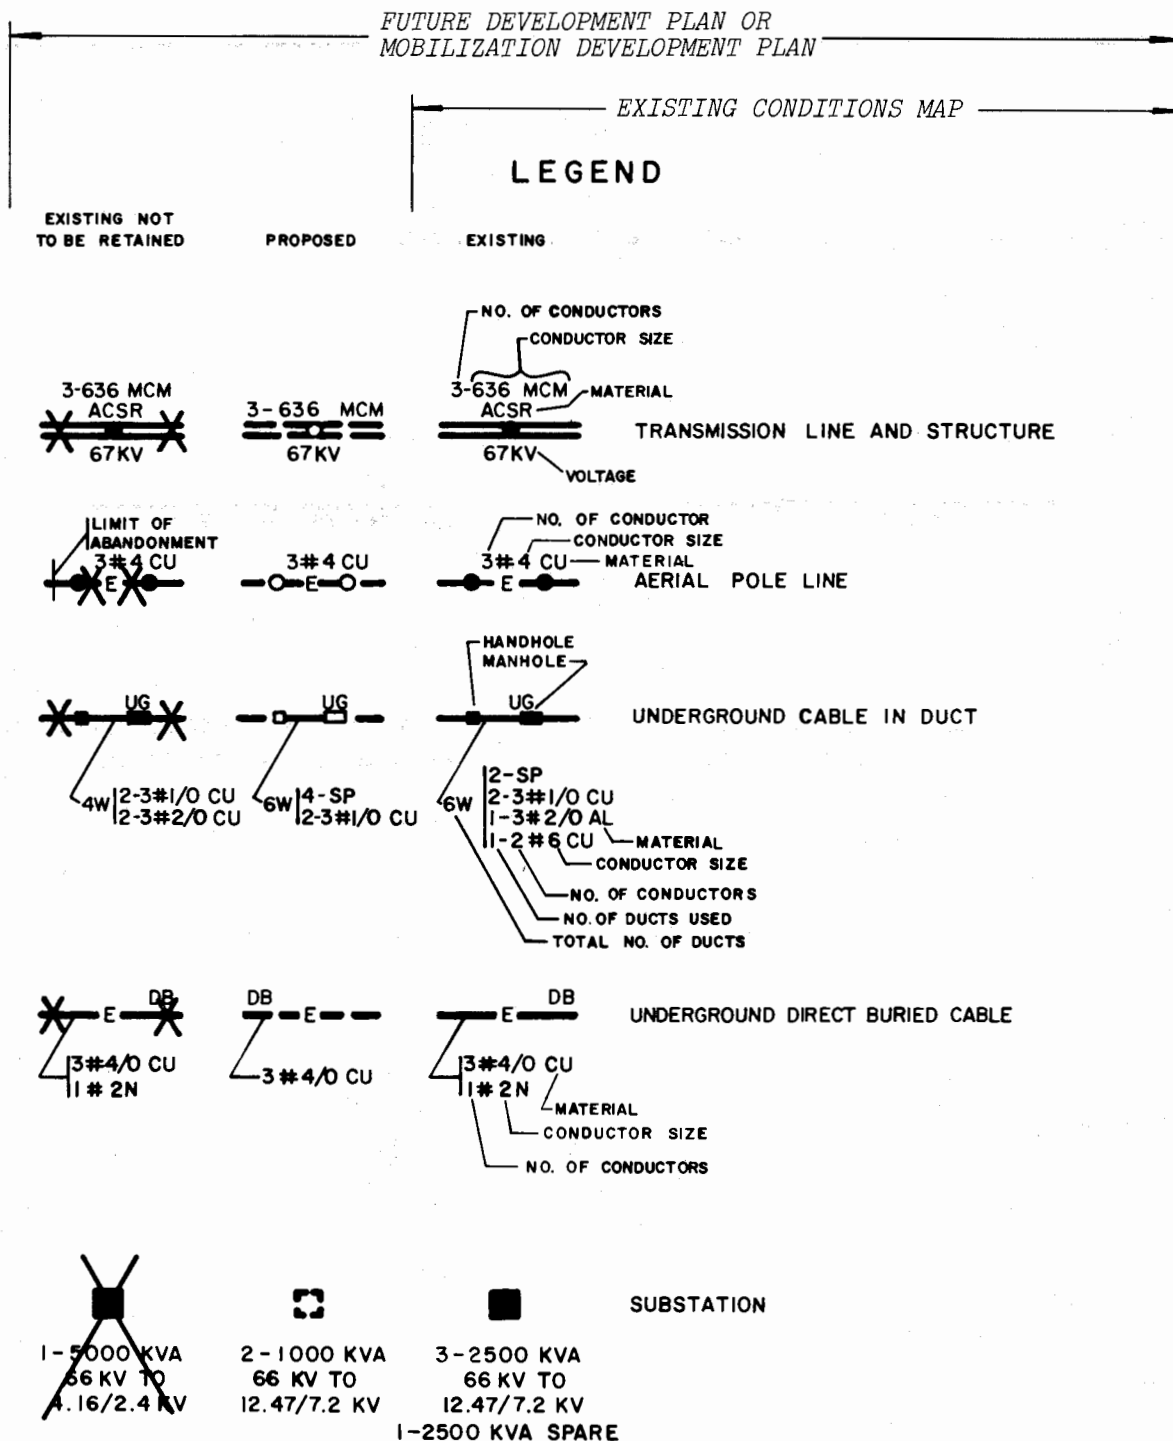 FUTURE DEVELOPMENT PLAN OR
MOBILIZATION DEVELOPMENT PLAN
EXISTING CONDITIONS MAP
LEGEND
EXISTING NOT
TO BE RETAINED
PROPOSED
EXISTING
NO. OF CONDUCTORS
CONDUCTOR SIZE
3-636 MCM
ACSR
67KV
3-636 MCM
67KV
3-636 MCM
ACSR
MATERIAL
67KV
VOLTAGE
TRANSMISSION LINE AND STRUCTURE
LIMIT OF
ABANDONMENT
3#4 CU
E
3#4 CU
E
NO. OF CONDUCTOR
CONDUCTOR SIZE
3#4 CU
MATERIAL
E
AERIAL POLE LINE
HANDHOLE
MANHOLE
UG
UG
UG
UNDERGROUND CABLE IN DUCT
4W
2-3#1/0 CU
2-3#2/0 CU
6W
4-SP
2-3#1/0 CU
6W
2-SP
2-3#1/0 CU
1-3#2/0 AL
1-2#6 CU
MATERIAL
CONDUCTOR SIZE
NO. OF CONDUCTORS
NO. OF DUCTS USED
TOTAL NO. OF DUCTS
E DB
DB E
E DB
UNDERGROUND DIRECT BURIED CABLE
3#4/0 CU
1#2N
3#4/0 CU
3#4/0 CU
1#2N
MATERIAL
CONDUCTOR SIZE
NO. OF CONDUCTORS
SUBSTATION
1-5000 KVA
66 KV TO
4.16/2.4 KV
2-1000 KVA
66 KV TO
12.47/7.2 KV
3-2500 KVA
66 KV TO
12.47/7.2 KV
1-2500 KVA SPARE